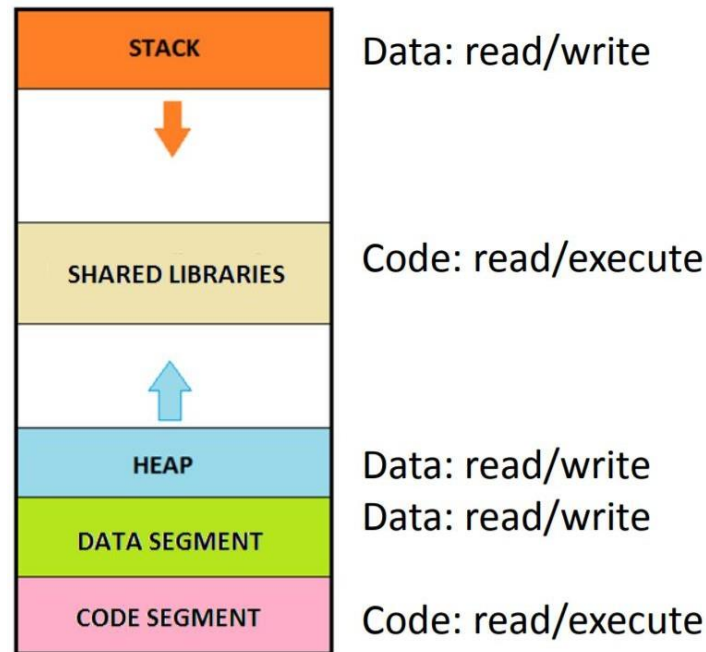 STACK
Data: read/write
SHARED LIBRARIES
Code: read/execute
HEAP
Data: read/write
DATA SEGMENT
Data: read/write
CODE SEGMENT
Code: read/execute